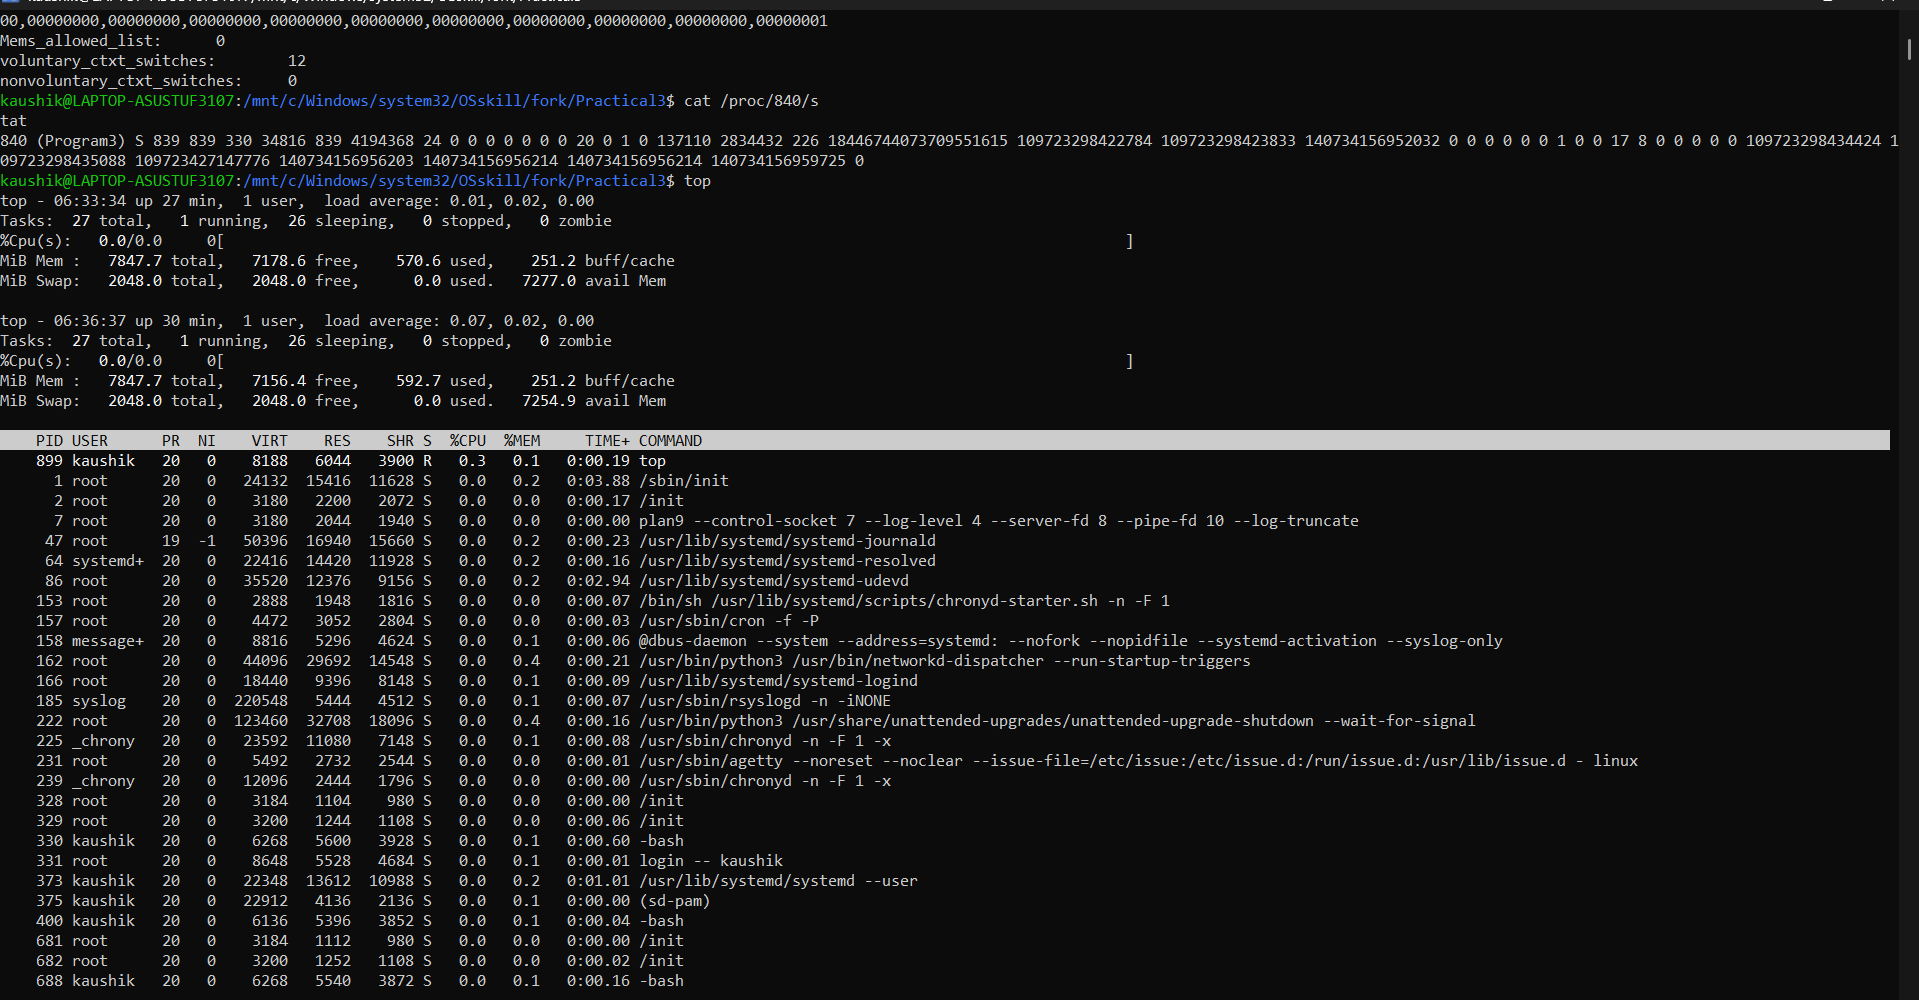 00,00000000,00000000,00000000,00000000,00000000,00000000,00000000,00000000,00000000,00000001
Mems_allowed_list:      0
voluntary_ctxt_switches:        12
nonvoluntary_ctxt_switches:     0
kaushik@LAPTOP-ASUSTUF3107:/mnt/c/Windows/system32/OSskill/fork/Practical3$ cat /proc/840/s
tat
840 (Program3) S 839 839 330 34816 839 4194368 24 0 0 0 0 0 0 0 20 0 1 0 137110 2834432 226 18446744073709551615 109723298422784 109723298423833 140734156952032 0 0 0 0 0 0 1 0 0 17 8 0 0 0 0 0 109723298434424 1
09723298435088 109723427147776 140734156956203 140734156956214 140734156956214 140734156959725 0
kaushik@LAPTOP-ASUSTUF3107:/mnt/c/Windows/system32/OSskill/fork/Practical3$ top
top - 06:33:34 up 27 min,  1 user,  load average: 0.01, 0.02, 0.00
Tasks:  27 total,   1 running,  26 sleeping,   0 stopped,   0 zombie
%Cpu(s):   0.0/0.0     0[                                                                                                    ]
MiB Mem :   7847.7 total,   7178.6 free,    570.6 used,    251.2 buff/cache
MiB Swap:   2048.0 total,   2048.0 free,      0.0 used.   7277.0 avail Mem
top - 06:36:37 up 30 min,  1 user,  load average: 0.07, 0.02, 0.00
Tasks:  27 total,   1 running,  26 sleeping,   0 stopped,   0 zombie
%Cpu(s):   0.0/0.0     0[                                                                                                    ]
MiB Mem :   7847.7 total,   7156.4 free,    592.7 used,    251.2 buff/cache
MiB Swap:   2048.0 total,   2048.0 free,      0.0 used.   7254.9 avail Mem
    PID USER      PR  NI    VIRT    RES    SHR S  %CPU  %MEM     TIME+ COMMAND
    899 kaushik   20   0    8188   6044   3900 R   0.3   0.1   0:00.19 top
      1 root      20   0   24132  15416  11628 S   0.0   0.2   0:03.88 /sbin/init
      2 root      20   0    3180   2200   2072 S   0.0   0.0   0:00.17 /init
      7 root      20   0    3180   2044   1940 S   0.0   0.0   0:00.00 plan9 --control-socket 7 --log-level 4 --server-fd 8 --pipe-fd 10 --log-truncate
     47 root      19  -1   50396  16940  15660 S   0.0   0.2   0:00.23 /usr/lib/systemd/systemd-journald
     64 systemd+  20   0   22416  14420  11928 S   0.0   0.2   0:00.16 /usr/lib/systemd/systemd-resolved
     86 root      20   0   35520  12376   9156 S   0.0   0.2   0:02.94 /usr/lib/systemd/systemd-udevd
    153 root      20   0    2888   1948   1816 S   0.0   0.0   0:00.07 /bin/sh /usr/lib/systemd/scripts/chronyd-starter.sh -n -F 1
    157 root      20   0    4472   3052   2804 S   0.0   0.0   0:00.03 /usr/sbin/cron -f -P
    158 message+  20   0    8816   5296   4624 S   0.0   0.1   0:00.06 @dbus-daemon --system --address=systemd: --nofork --nopidfile --systemd-activation --syslog-only
    162 root      20   0   44096  29692  14548 S   0.0   0.4   0:00.21 /usr/bin/python3 /usr/bin/networkd-dispatcher --run-startup-triggers
    166 root      20   0   18440   9396   8148 S   0.0   0.1   0:00.09 /usr/lib/systemd/systemd-logind
    185 syslog    20   0  220548   5444   4512 S   0.0   0.1   0:00.07 /usr/sbin/rsyslogd -n -iNONE
    222 root      20   0  123460  32708  18096 S   0.0   0.4   0:00.16 /usr/bin/python3 /usr/share/unattended-upgrades/unattended-upgrade-shutdown --wait-for-signal
    225 _chrony   20   0   23592  11080   7148 S   0.0   0.1   0:00.08 /usr/sbin/chronyd -n -F 1 -x
    231 root      20   0    5492   2732   2544 S   0.0   0.0   0:00.01 /usr/sbin/agetty --noreset --noclear --issue-file=/etc/issue:/etc/issue.d:/run/issue.d:/usr/lib/issue.d - linux
    239 _chrony   20   0   12096   2444   1796 S   0.0   0.0   0:00.00 /usr/sbin/chronyd -n -F 1 -x
    328 root      20   0    3184   1104    980 S   0.0   0.0   0:00.00 /init
    329 root      20   0    3200   1244   1108 S   0.0   0.0   0:00.06 /init
    330 kaushik   20   0    6268   5600   3928 S   0.0   0.1   0:00.60 -bash
    331 root      20   0    8648   5528   4684 S   0.0   0.1   0:00.01 login -- kaushik
    373 kaushik   20   0   22348  13612  10988 S   0.0   0.2   0:01.01 /usr/lib/systemd/systemd --user
    375 kaushik   20   0   22912   4136   2136 S   0.0   0.1   0:00.00 (sd-pam)
    400 kaushik   20   0    6136   5396   3852 S   0.0   0.1   0:00.04 -bash
    681 root      20   0    3184   1112    980 S   0.0   0.0   0:00.00 /init
    682 root      20   0    3200   1252   1108 S   0.0   0.0   0:00.02 /init
    688 kaushik   20   0    6268   5540   3872 S   0.0   0.1   0:00.16 -bash